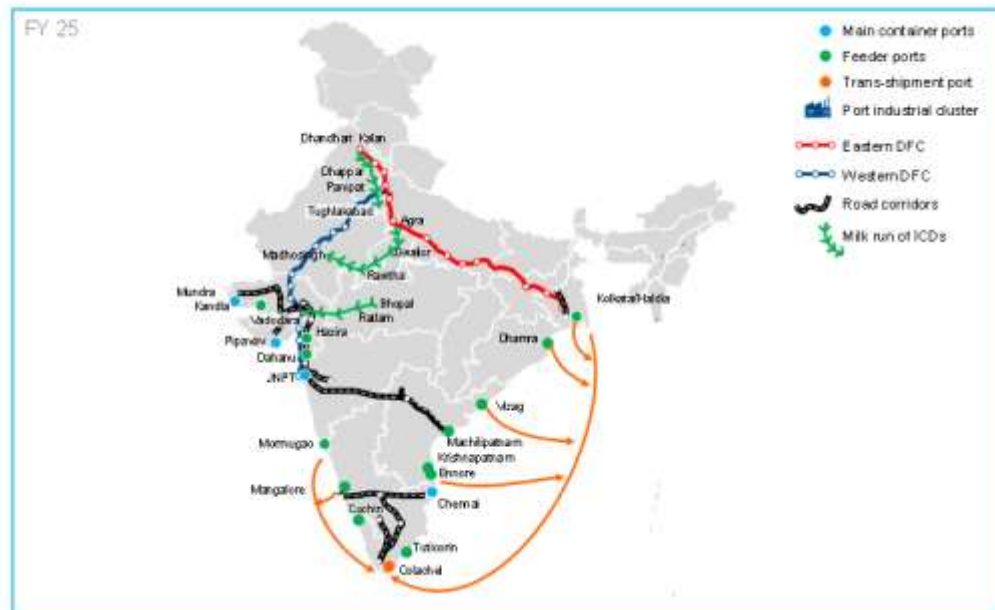 FY 25
Main container ports
Feeder ports
Trans-shipment port
Port industrial cluster
Eastern DFC
Western DFC
Road corridors
Milk run of ICDs
Dhandhari Kalan
Dhappar
Panipat
Tughlakabad
Agra
Gwalior
Madhosingh
Rawtha
Mundra
Kandla
Bhopal
Vadodara
Ratlam
Kolkata/Haldia
Hazira
Pipavav
Dhamra
Dahanu
JNPT
Vizag
Machilipatnam
Mormugao
Krishnapatnam
Ennore
Mangalore
Chennai
Cochin
Tuticorin
Colachel